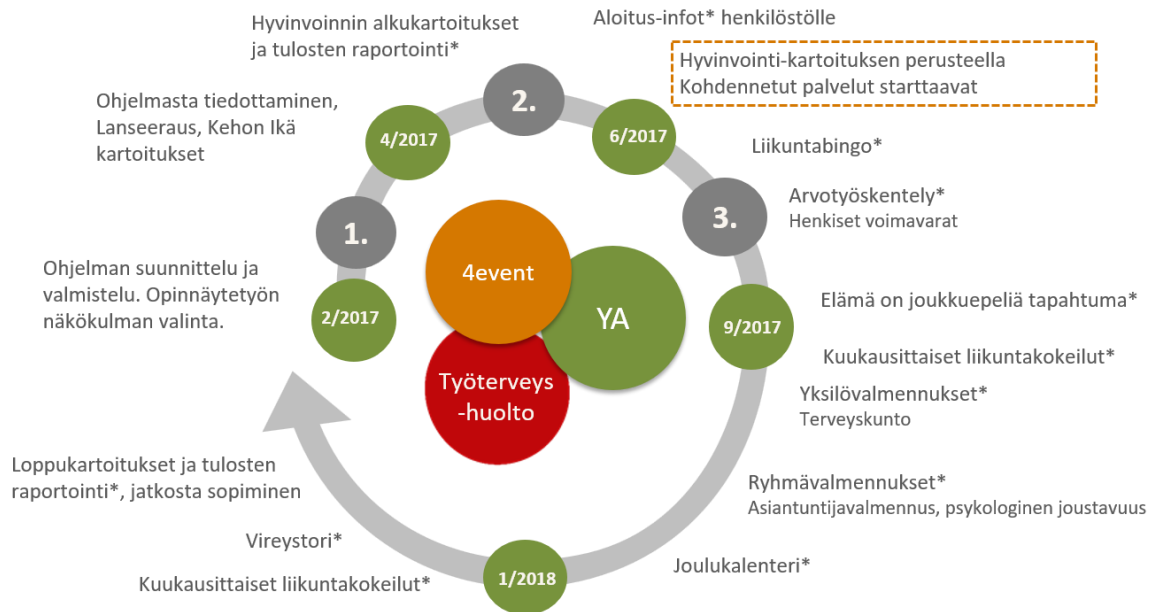 Hyvinvoinnin alkukartoitukset
ja tulosten raportointi*
Aloitus-infot* henkilöstölle
Hyvinvointi-kartoituksen perusteella
Kohdennetut palvelut starttaavat
Ohjelmasta tiedottaminen,
Lanseeraus, Kehon Ikä
kartoitukset
4/2017
2.
6/2017
Liikuntabingo*
1.
3.
Arvotyöskentely*
Henkiset voimavarat
Ohjelman suunnittelu ja
valmistelu. Opinnäytetyön
näkökulman valinta.
2/2017
4event
YA
Työterveys
-huolto
9/2017
Elämä on joukkuepeliä tapahtuma*
Kuukausittaiset liikuntakokeilut*
Yksilövalmennukset*
Terveyskunto
Loppukartoitukset ja tulosten
raportointi*, jatkosta sopiminen
Ryhmävalmennukset*
Asiantuntijavalmennus, psykologinen joustavuus
Vireystori*
Kuukausittaiset liikuntakokeilut*
1/2018
Joulukalenteri*